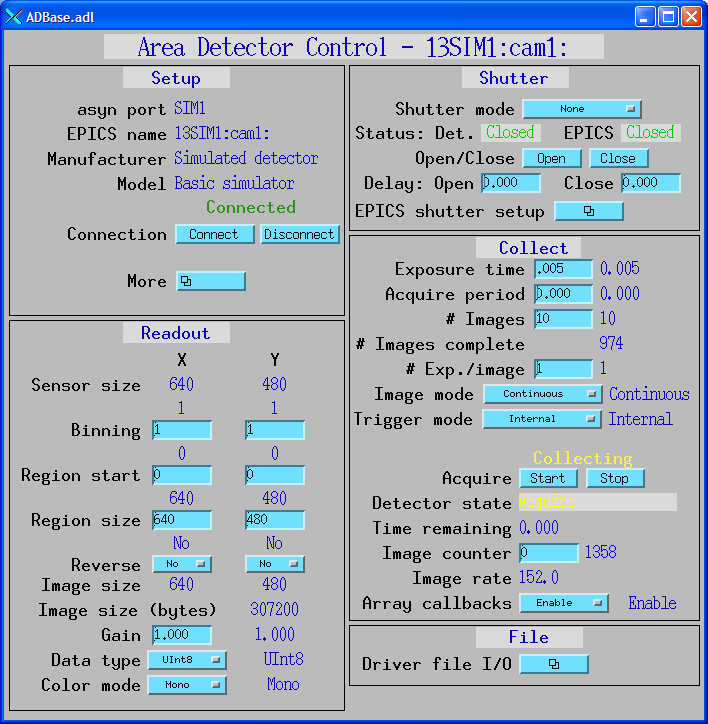 ADBase.adl
Area Detector Control - 13SIM1:cam1:
Setup
asyn port SIM1
EPICS name 13SIM1:cam1:
Manufacturer Simulated detector
Model Basic simulator
Connected
Connection Connect Disconnect
More
Readout
X Y
Sensor size 640 480
1 1
Binning 1 1
0 0
Region start 0 0
640 480
Region size 640 480
No No
Reverse No No
Image size 640 480
Image size (bytes) 307200
Gain 1.000 1.000
Data type UInt8 UInt8
Color mode Mono Mono
Shutter
Shutter mode None
Status: Det. Closed EPICS Closed
Open/Close Open Close
Delay: Open 0.000 Close 0.000
EPICS shutter setup
Collect
Exposure time .005 0.005
Acquire period 0.000 0.000
# Images 10 10
# Images complete 974
# Exp./image 1 1
Image mode Continuous Continuous
Trigger mode Internal Internal
Collecting
Acquire Start Stop
Detector state Acquire
Time remaining 0.000
Image counter 0 1358
Image rate 152.0
Array callbacks Enable Enable
File
Driver file I/O